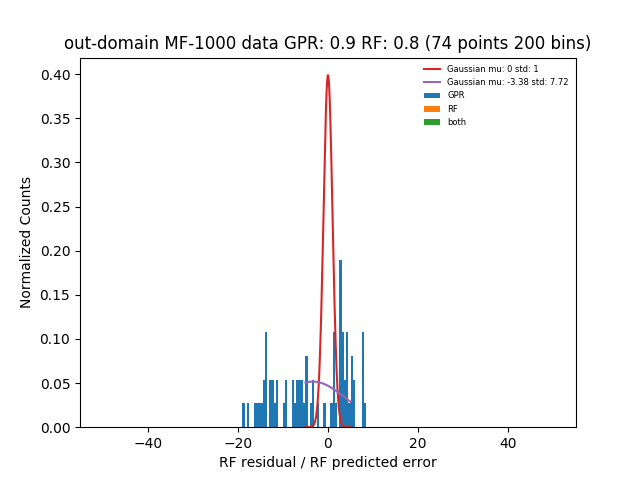 out-domain MF-1000 data GPR: 0.9 RF: 0.8 (74 points 200 bins)
Gaussian mu: 0 std: 1
Gaussian mu: -3.38 std: 7.72
GPR
RF
both
Normalized Counts
0.40
0.35
0.30
0.25
0.20
0.15
0.10
0.05
0.00
−40 −20 0 20 40
RF residual / RF predicted error